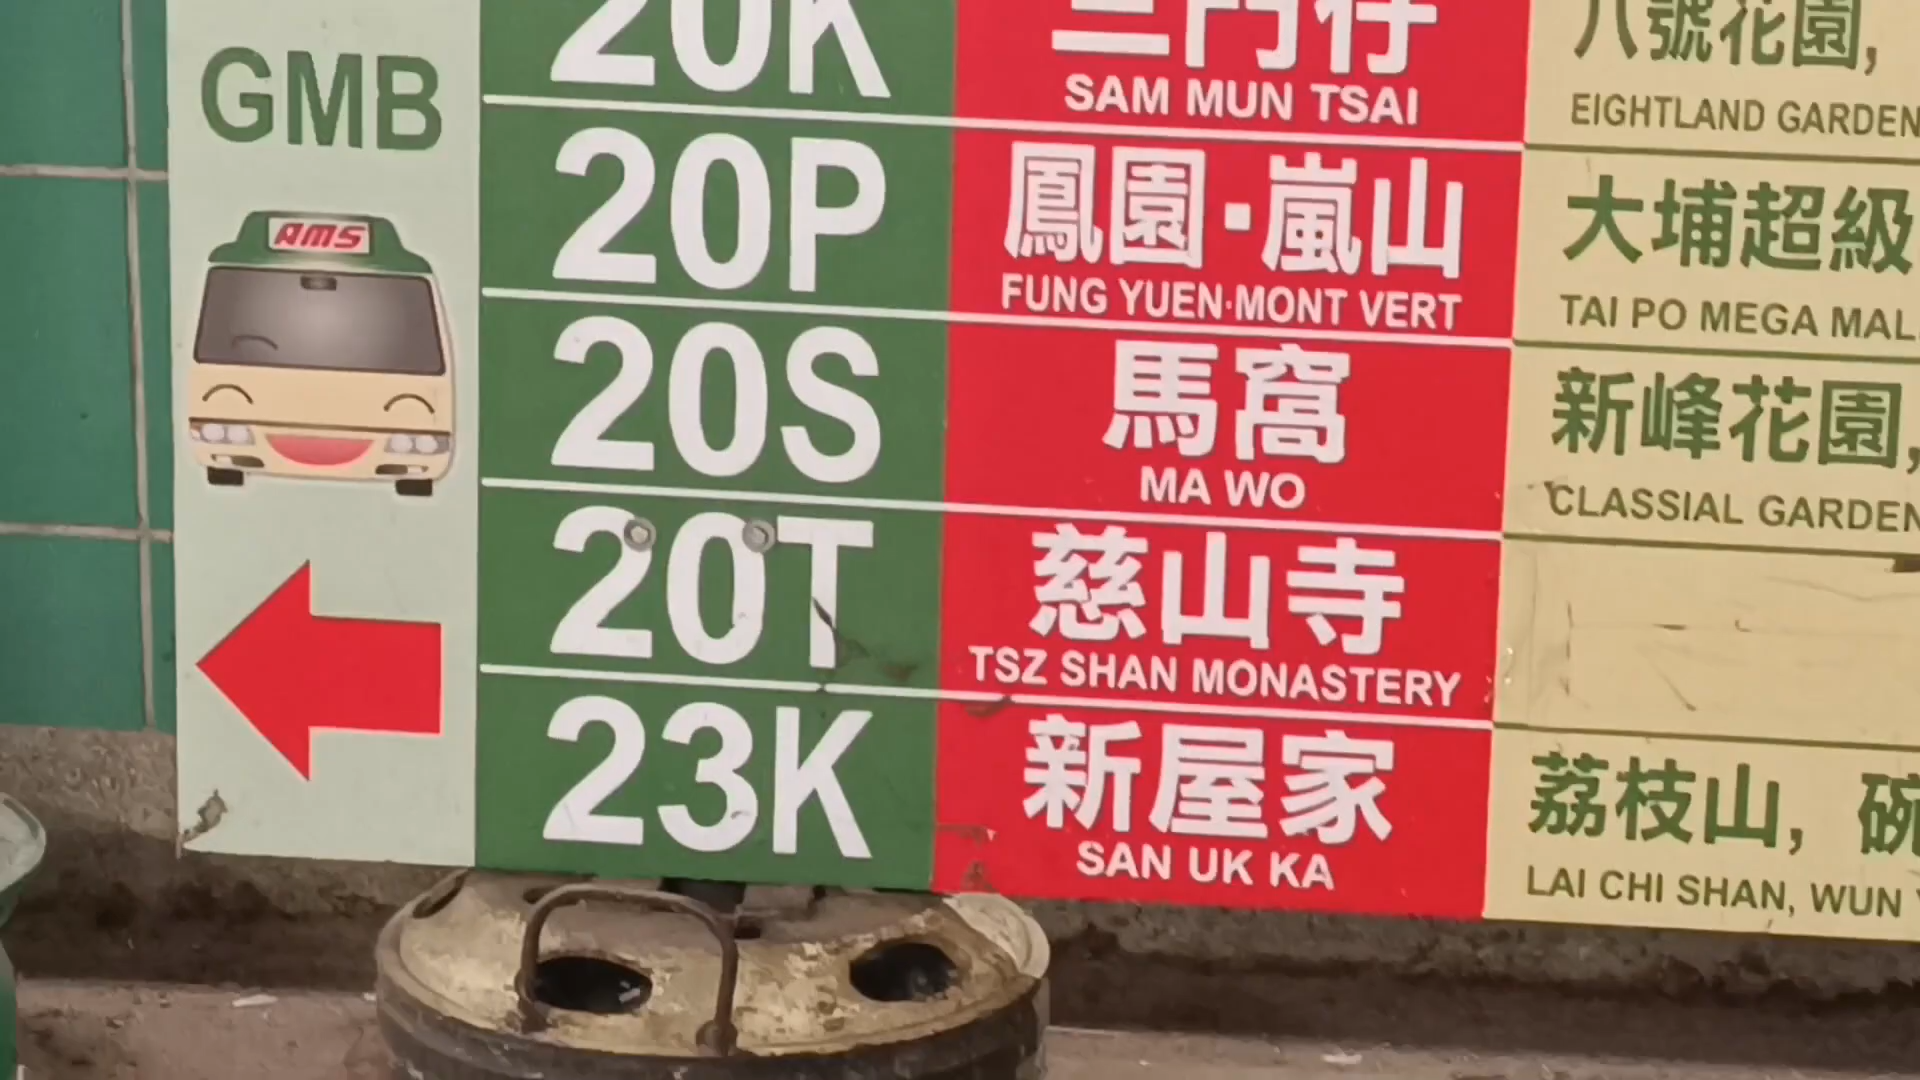 GMB
AMS
20K
三門仔
SAM MUN TSAI
八號花園,
EIGHTLAND GARDEN
20P
鳳園·嵐山
FUNG YUEN·MONT VERT
大埔超級
TAI PO MEGA MAL
20S
馬窩
MA WO
新峰花園,
CLASSIAL GARDEN
20T
慈山寺
TSZ SHAN MONASTERY
23K
新屋家
SAN UK KA
荔枝山, 碗
LAI CHI SHAN, WUN